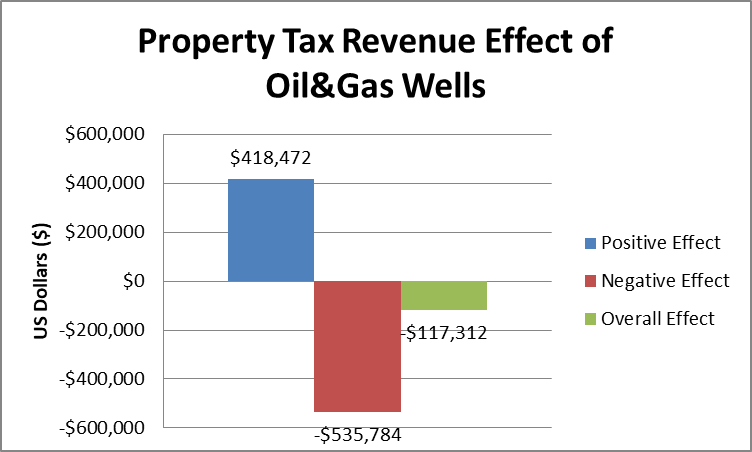 Property Tax Revenue Effect of
Oil&Gas Wells
US Dollars ($)
$600,000
$400,000
$200,000
$0
-$200,000
-$400,000
-$600,000
$418,472
-$535,784
-$117,312
Positive Effect
Negative Effect
Overall Effect